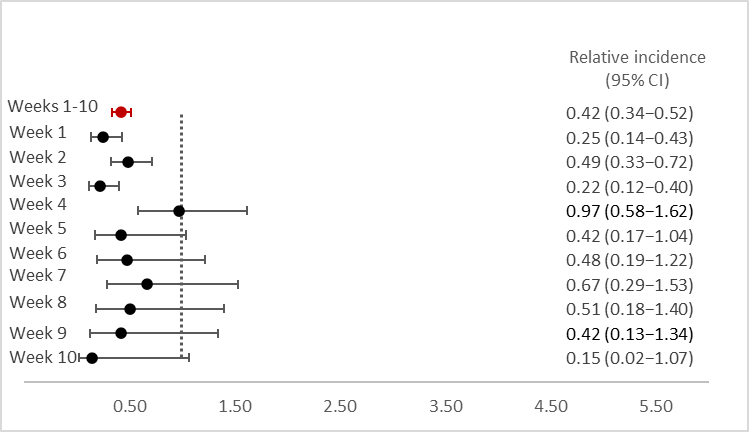 Relative incidence
(95% CI)
Weeks 1-10 0.42 (0.34−0.52)
Week 1 0.25 (0.14−0.43)
Week 2 0.49 (0.33−0.72)
Week 3 0.22 (0.12−0.40)
Week 4 0.97 (0.58−1.62)
Week 5 0.42 (0.17−1.04)
Week 6 0.48 (0.19−1.22)
Week 7 0.67 (0.29−1.53)
Week 8 0.51 (0.18−1.40)
Week 9 0.42 (0.13−1.34)
Week 10 0.15 (0.02−1.07)
0.50 1.50 2.50 3.50 4.50 5.50